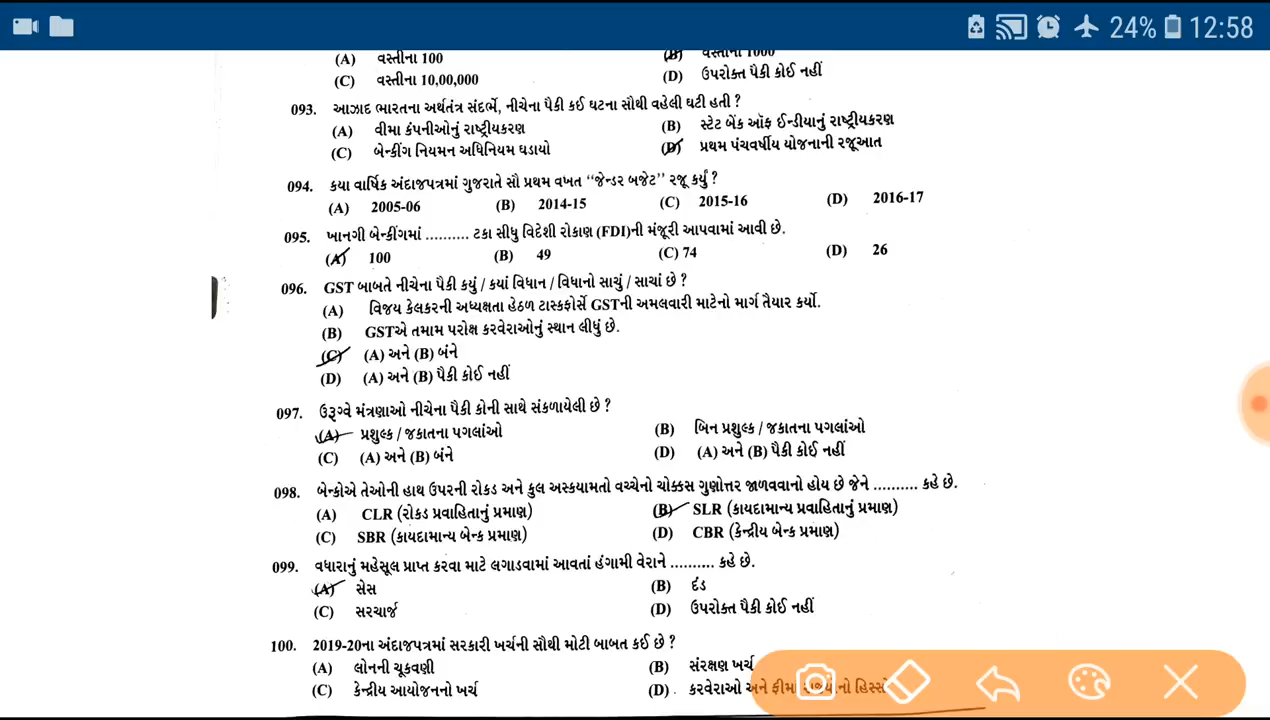 24% 12:58
(A) વસ્તીના 100 (B) વસ્તીના 1000
(C) વસ્તીના 10,00,000 (D) ઉપરોક્ત પૈકી કોઈ નહીં
093. આઝાદ ભારતના અર્થતંત્ર સંદર્ભે, નીચેના પૈકી કઈ ઘટના સૌથી વહેલી ઘટી હતી ?
(A) વીમા કંપનીઓનું રાષ્ટ્રીયકરણ (B) સ્ટેટ બેંક ઑફ ઈન્ડીયાનું રાષ્ટ્રીયકરણ
(C) બેન્કીંગ નિયમન અધિનિયમ ઘડાયો (D) પ્રથમ પંચવર્ષીય યોજનાની રજૂઆત
094. કયા વાર્ષિક અંદાજપત્રમાં ગુજરાતે સૌ પ્રથમ વખત “જેન્ડર બજેટ” રજૂ કર્યું ?
(A) 2005-06 (B) 2014-15 (C) 2015-16 (D) 2016-17
095. ખાનગી બેન્કીંગમાં .......... ટકા સીધુ વિદેશી રોકાણ (FDI)ની મંજૂરી આપવામાં આવી છે.
(A) 100 (B) 49 (C) 74 (D) 26
096. GST બાબતે નીચેના પૈકી કયું / કયાં વિધાન / વિધાનો સાચું / સાચાં છે ?
(A) વિજય કેલકરની અધ્યક્ષતા હેઠળ ટાસ્કફોર્સે GSTની અમલવારી માટેનો માર્ગ તૈયાર કર્યો.
(B) GSTએ તમામ પરોક્ષ કરવેરાઓનું સ્થાન લીધું છે.
(C) (A) અને (B) બંને
(D) (A) અને (B) પૈકી કોઈ નહીં
097. ઉરૂગ્વે મંત્રણાઓ નીચેના પૈકી કોની સાથે સંકળાયેલી છે ?
(A) પ્રશુલ્ક / જકાતના પગલાંઓ (B) બિન પ્રશુલ્ક / જકાતના પગલાંઓ
(C) (A) અને (B) બંને (D) (A) અને (B) પૈકી કોઈ નહીં
098. બેન્કોએ તેઓની હાથ ઉપરની રોકડ અને કુલ અસ્કયામતો વચ્ચેનો ચોક્કસ ગુણોત્તર જાળવવાનો હોય છે જેને .......... કહે છે.
(A) CLR (રોકડ પ્રવાહિતાનું પ્રમાણ) (B) SLR (કાયદામાન્ય પ્રવાહિતાનું પ્રમાણ)
(C) SBR (કાયદામાન્ય બેન્ક પ્રમાણ) (D) CBR (કેન્દ્રીય બેન્ક પ્રમાણ)
099. વધારાનું મહેસૂલ પ્રાપ્ત કરવા માટે લગાડવામાં આવતાં હંગામી વેરાને .......... કહે છે.
(A) સેસ (B) દંડ
(C) સરચાર્જ (D) ઉપરોક્ત પૈકી કોઈ નહીં
100. 2019-20ના અંદાજપત્રમાં સરકારી ખર્ચની સૌથી મોટી બાબત કઈ છે ?
(A) લોનની ચૂકવણી (B) સંરક્ષણ ખર્ચ
(C) કેન્દ્રીય આયોજનનો ખર્ચ (D) કરવેરાઓ અને ફીમાં